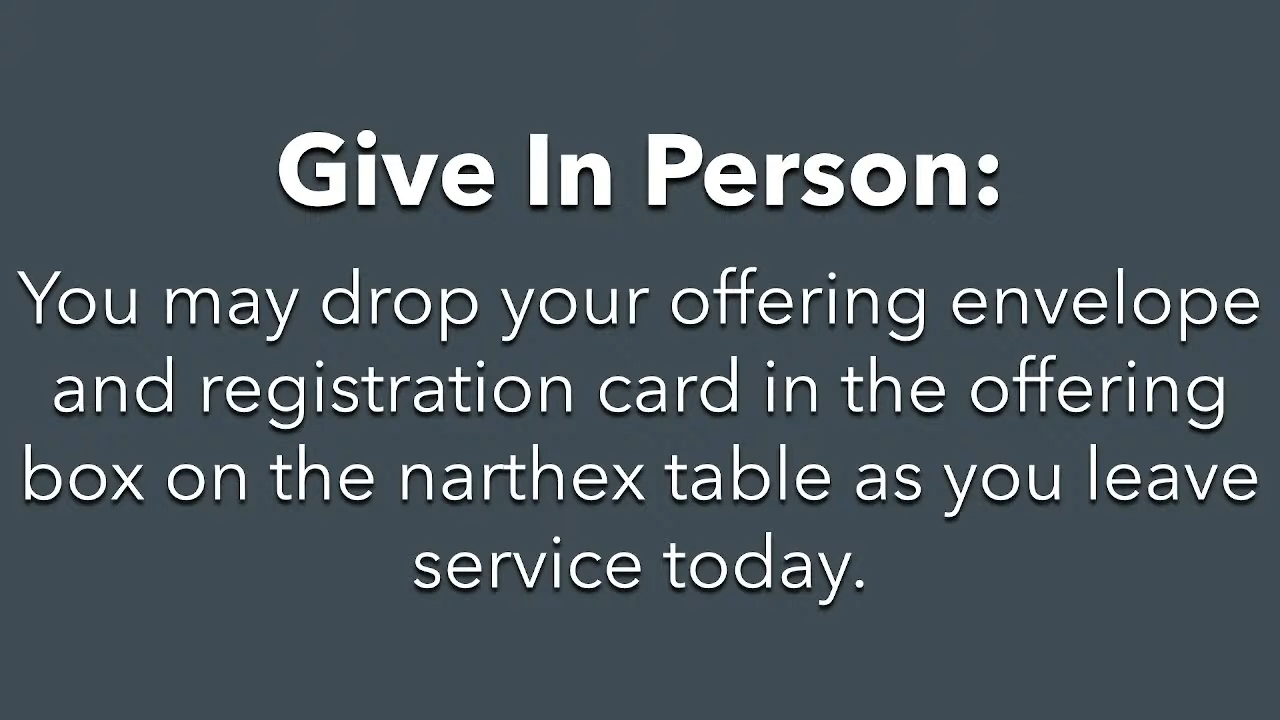 Give In Person:
You may drop your offering envelope
and registration card in the offering
box on the narthex table as you leave
service today.